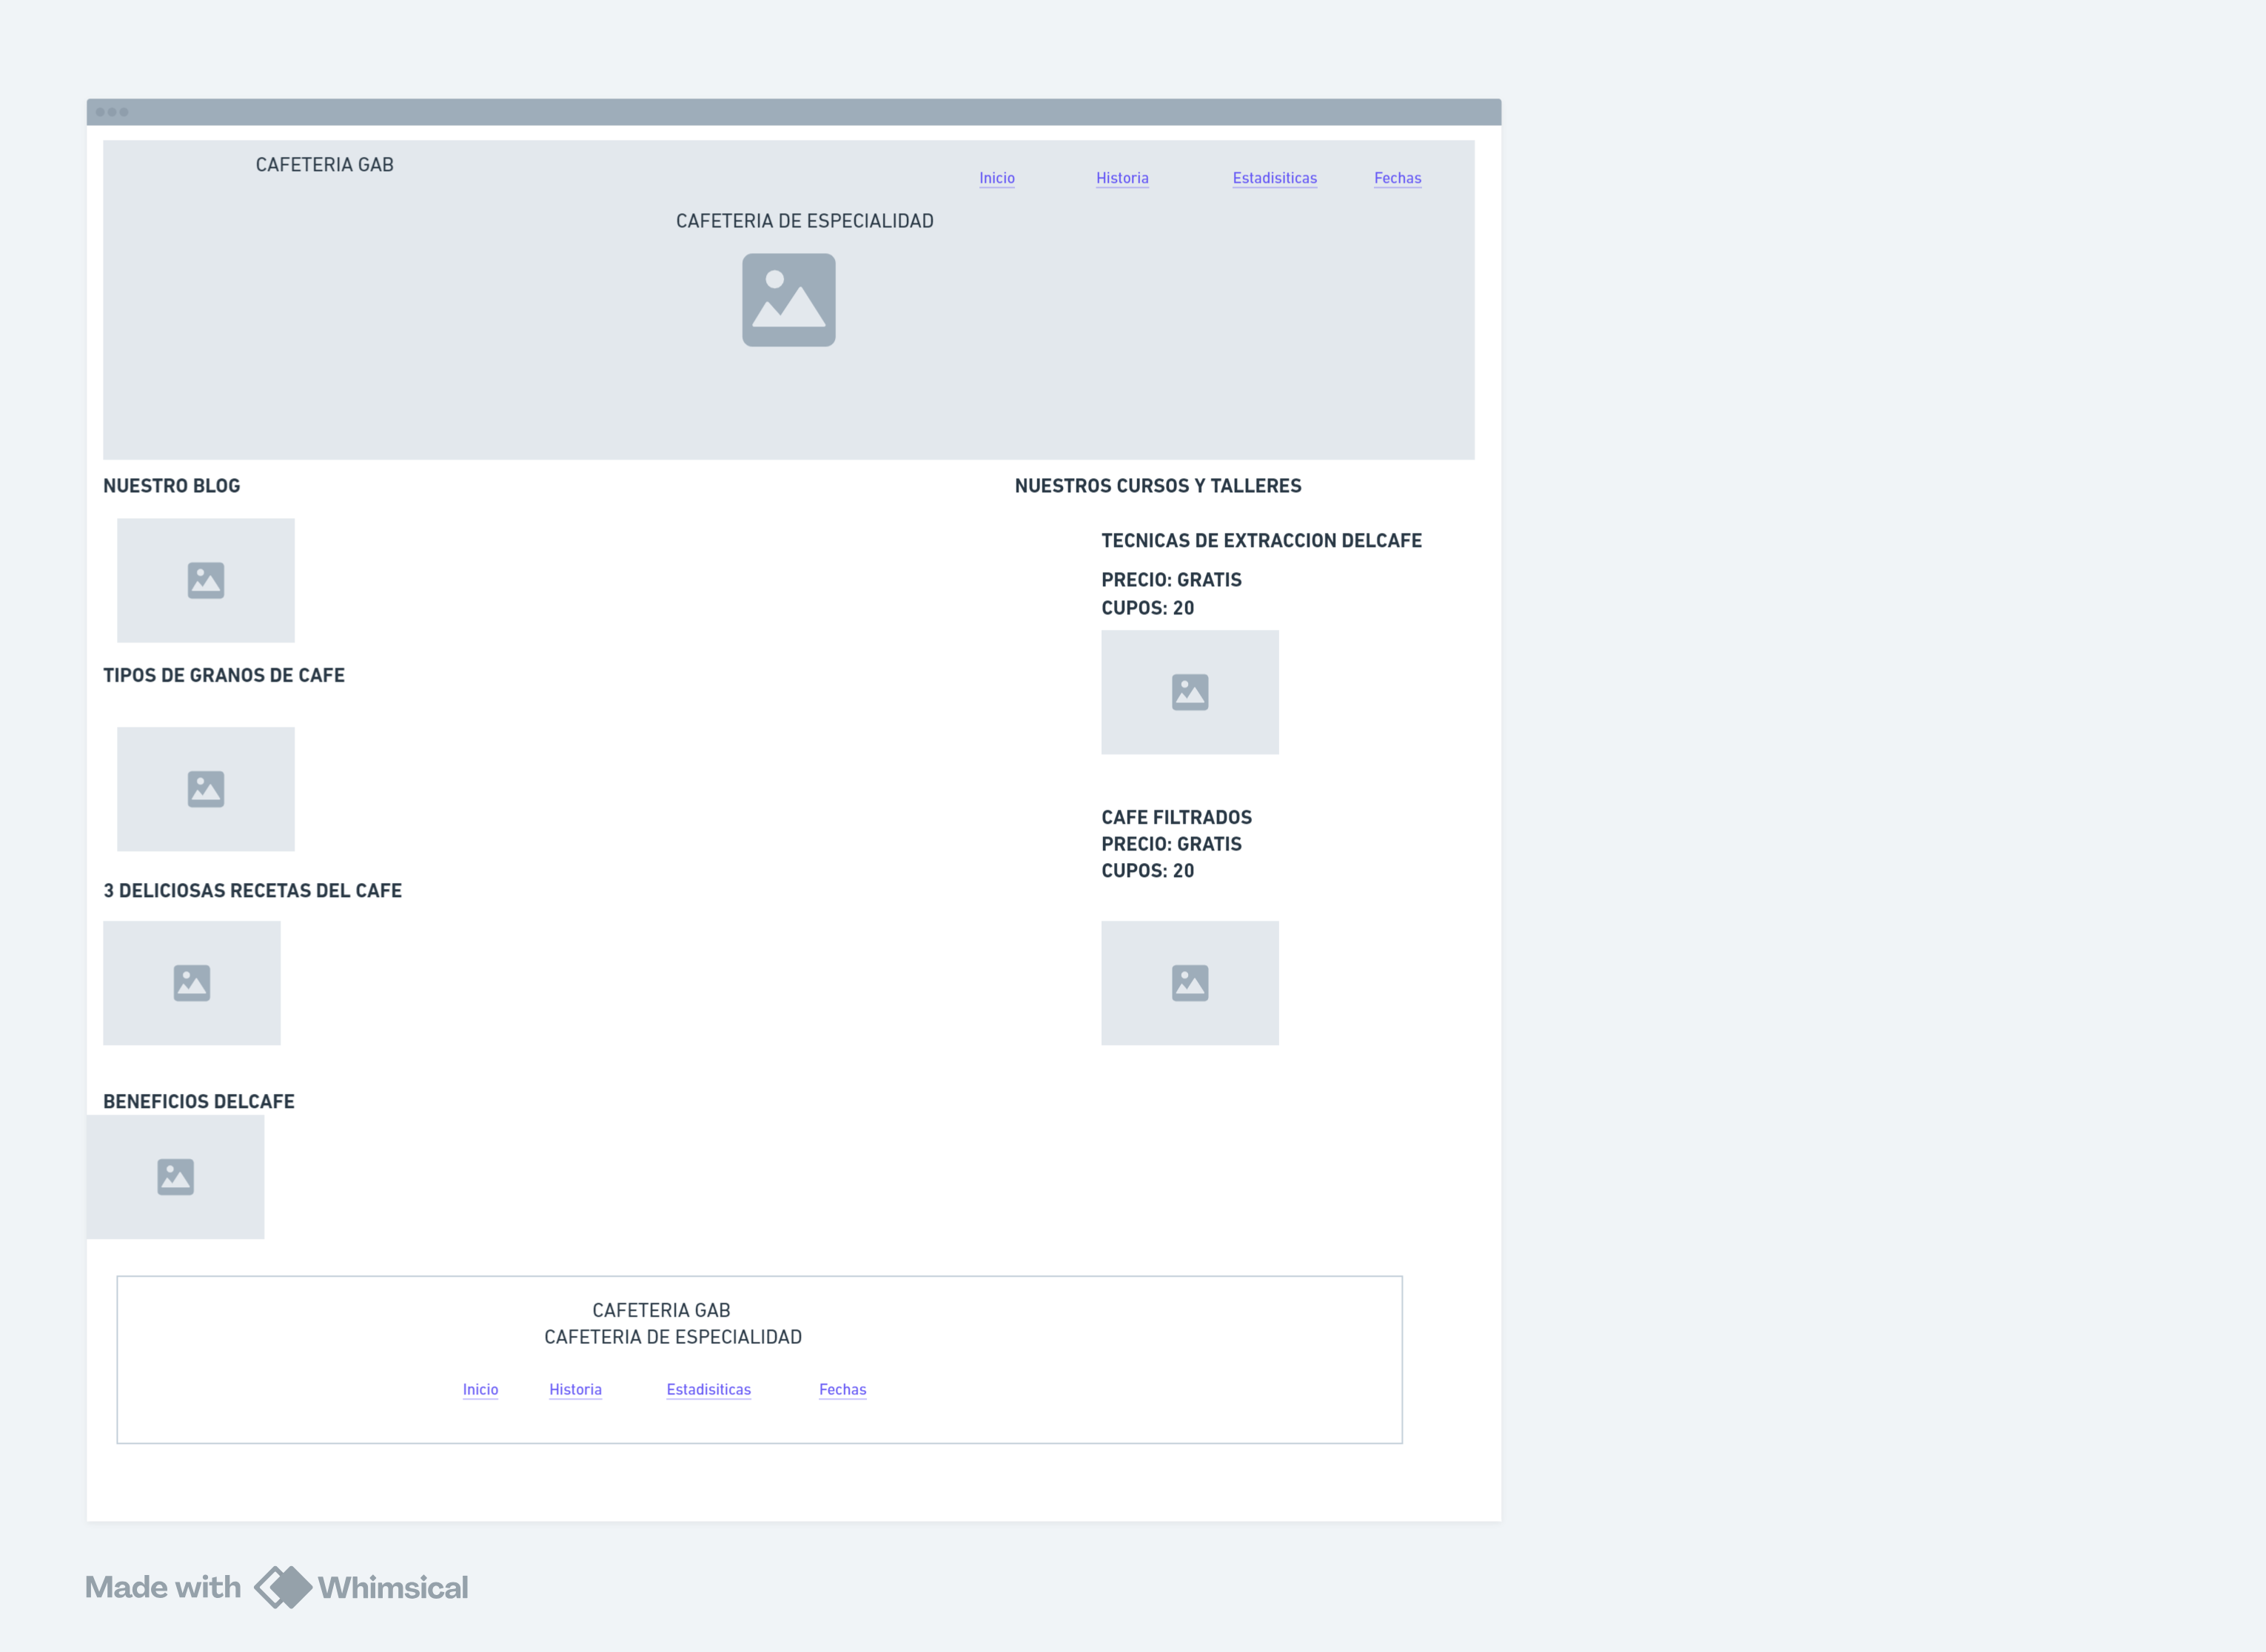 CAFETERIA GAB
Inicio Historia Estadisiticas Fechas
CAFETERIA DE ESPECIALIDAD
NUESTRO BLOG
TIPOS DE GRANOS DE CAFE
3 DELICIOSAS RECETAS DEL CAFE
BENEFICIOS DELCAFE
NUESTROS CURSOS Y TALLERES
TECNICAS DE EXTRACCION DELCAFE
PRECIO: GRATIS
CUPOS: 20
CAFE FILTRADOS
PRECIO: GRATIS
CUPOS: 20
CAFETERIA GAB
CAFETERIA DE ESPECIALIDAD
Inicio Historia Estadisiticas Fechas
Made with Whimsical